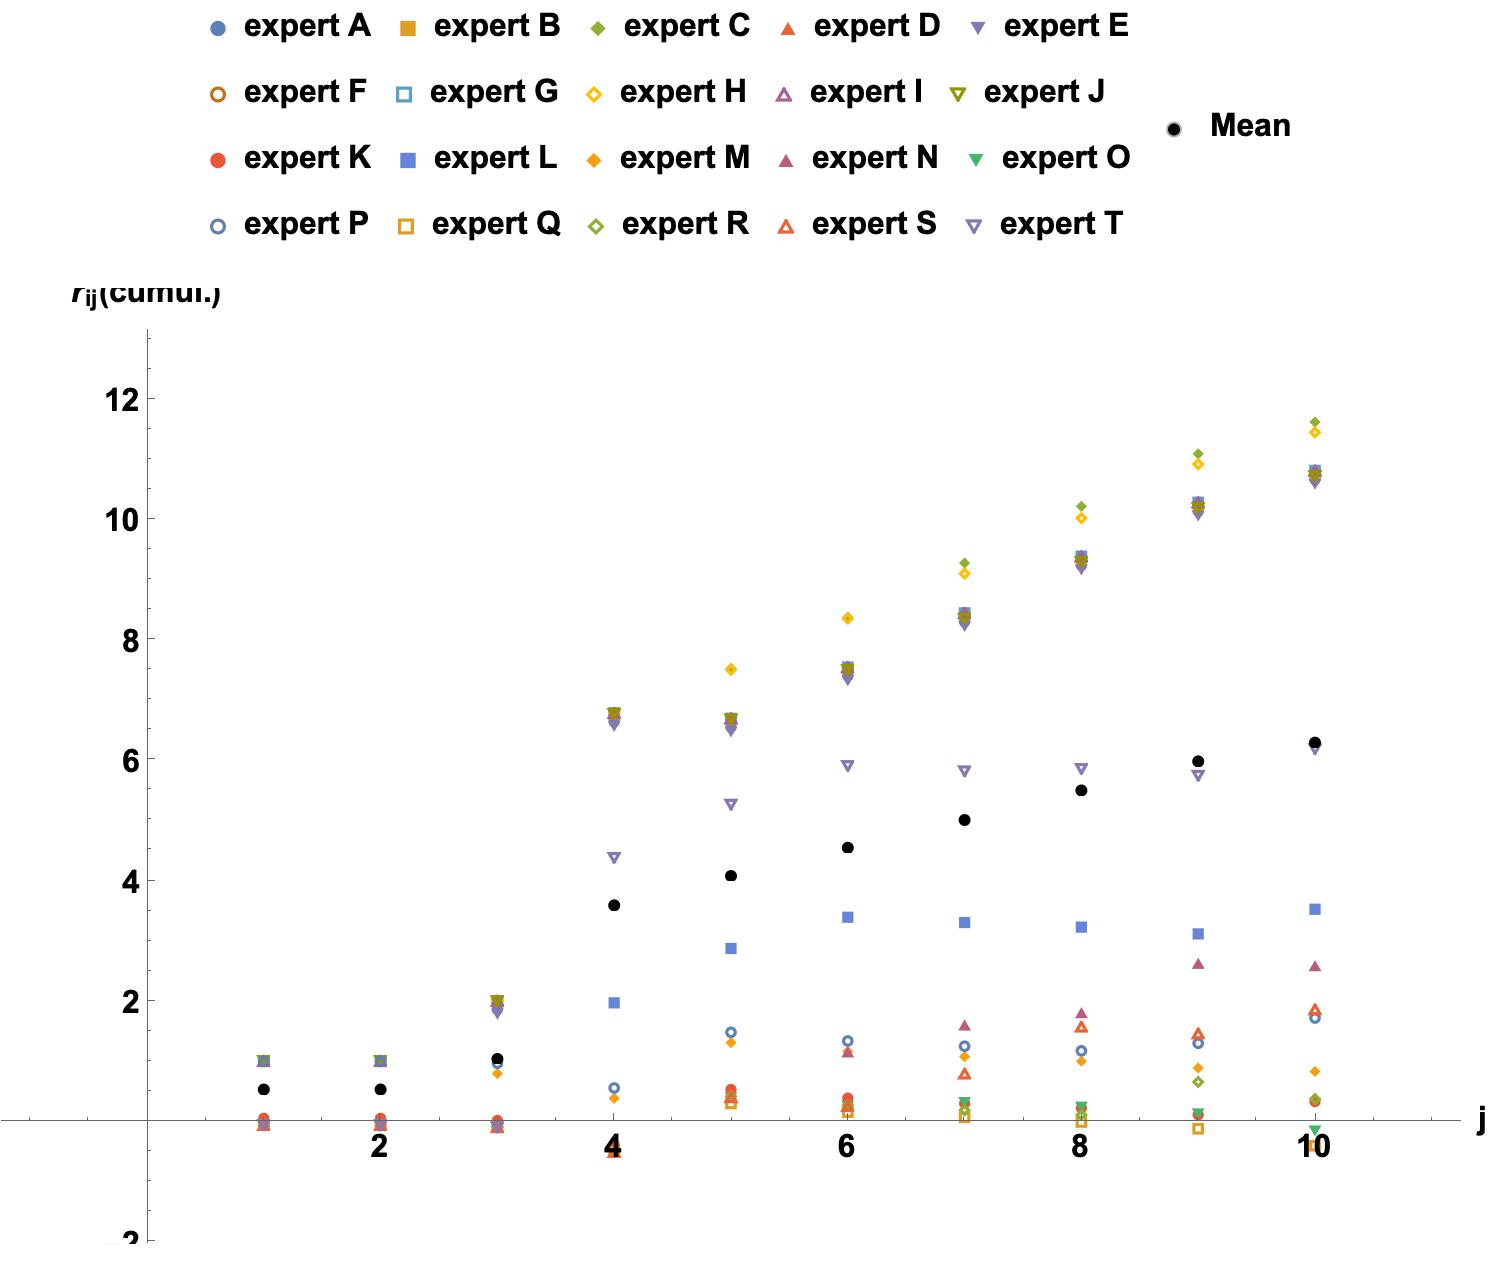 expert A expert B expert C expert D expert E
expert F expert G expert H expert I expert J
Mean
expert K expert L expert M expert N expert O
expert P expert Q expert R expert S expert T
rij(cumul.)
12
10
8
6
4
2
-2
2 4 6 8 10
j